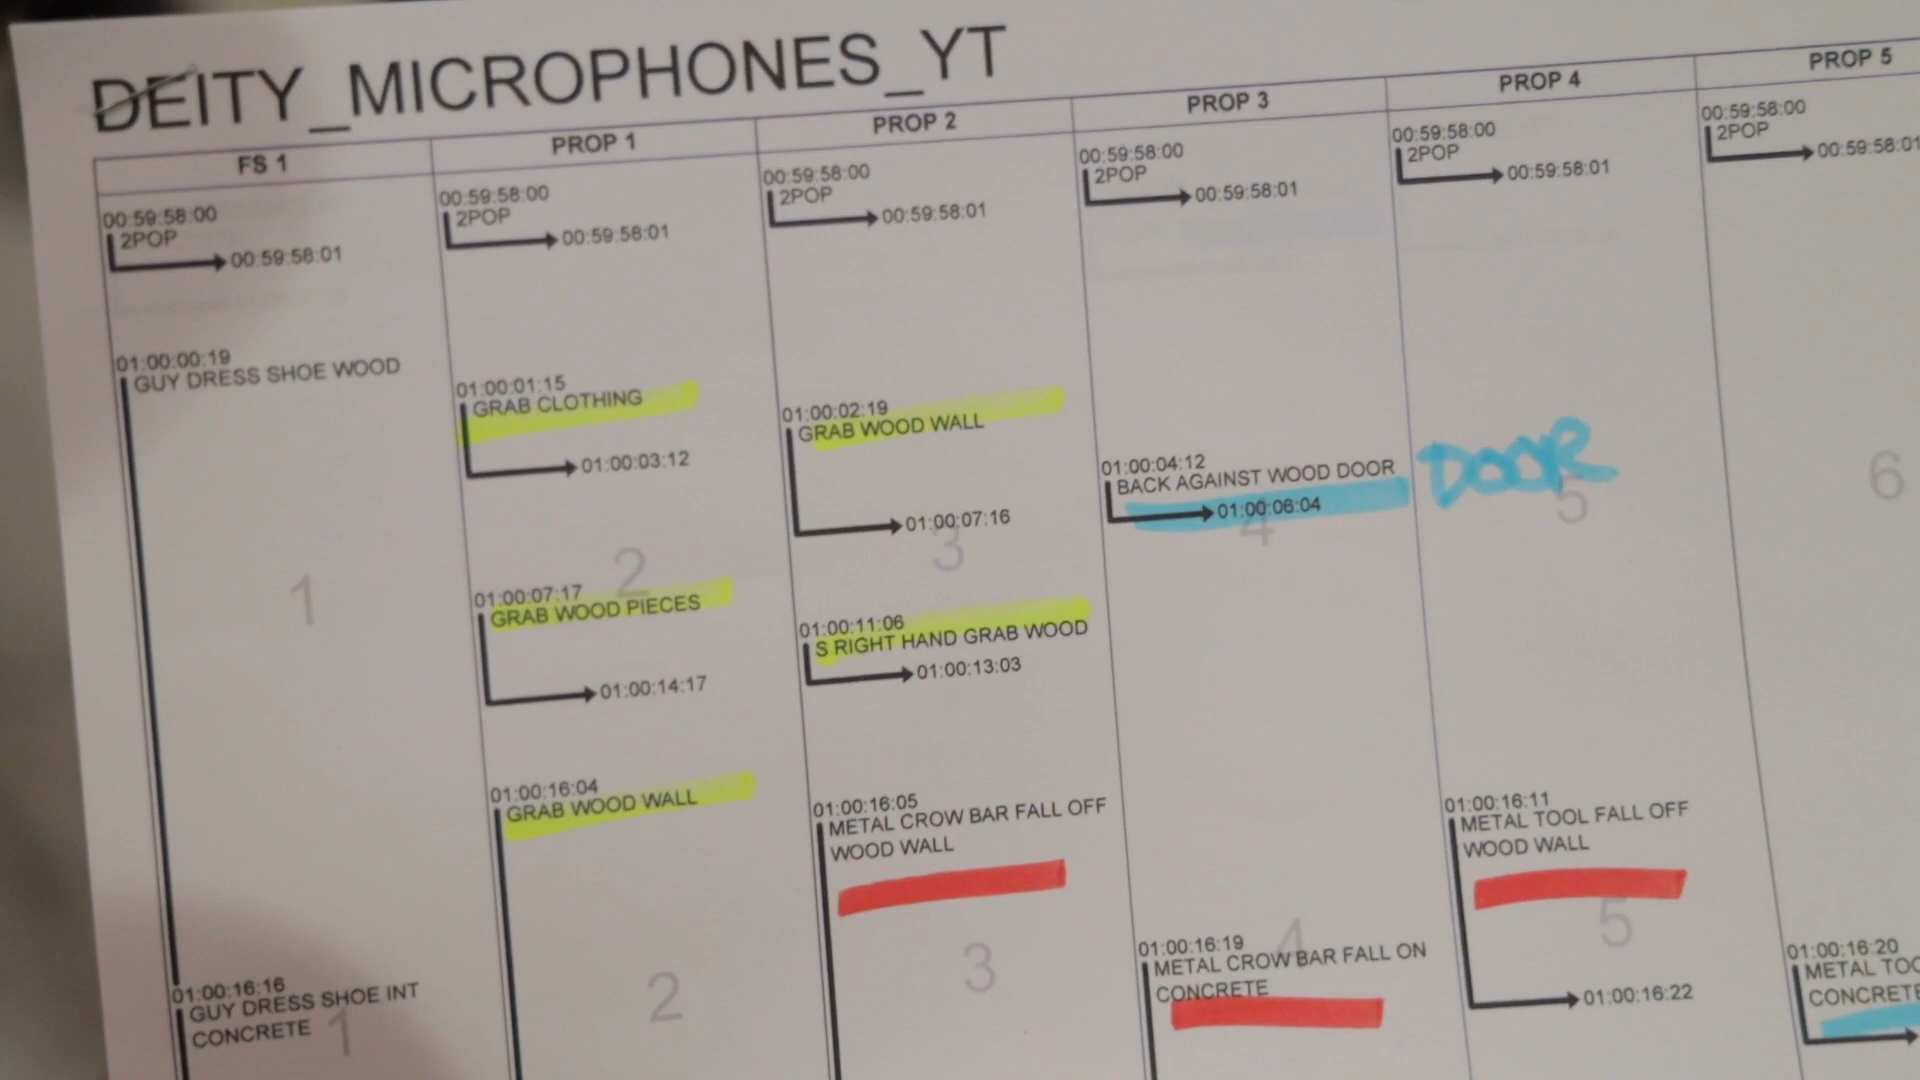 DEITY_MICROPHONES_YT
FS 1
PROP 1
PROP 2
PROP 3
PROP 4
PROP 5
00:59:58:00
2POP
00:59:58:01
00:59:58:00
2POP
00:59:58:01
00:59:58:00
2POP
00:59:58:01
00:59:58:00
2POP
00:59:58:01
00:59:58:00
2POP
00:59:58:01
00:59:58:00
2POP
00:59:58:01
01:00:00:19
GUY DRESS SHOE WOOD
1
01:00:16:16
GUY DRESS SHOE INT
CONCRETE
1
01:00:01:15
GRAB CLOTHING
01:00:03:12
2
01:00:07:17
GRAB WOOD PIECES
01:00:14:17
01:00:16:04
GRAB WOOD WALL
2
01:00:02:19
GRAB WOOD WALL
01:00:07:16
3
01:00:11:06
S RIGHT HAND GRAB WOOD
01:00:13:03
01:00:16:05
METAL CROW BAR FALL OFF
WOOD WALL
3
01:00:04:12
BACK AGAINST WOOD DOOR
01:00:06:04
4
01:00:16:19
4
METAL CROW BAR FALL ON
CONCRETE
DOOR
5
01:00:16:11
METAL TOOL FALL OFF
WOOD WALL
5
01:00:16:22
6
01:00:16:20
METAL TOO
CONCRETE